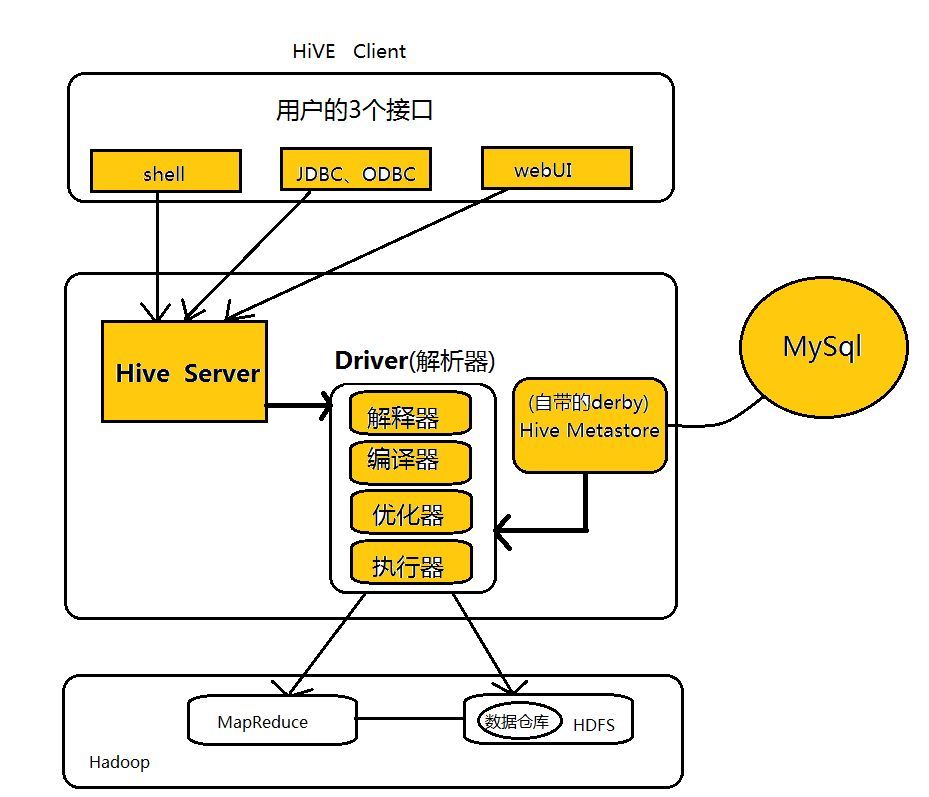 HiVE Client
用户的3个接口
shell
JDBC、ODBC
webUI
Hive Server
Driver(解析器)
解释器
编译器
优化器
执行器
(自带的derby)
Hive Metastore
MySql
MapReduce
数据仓库
HDFS
Hadoop